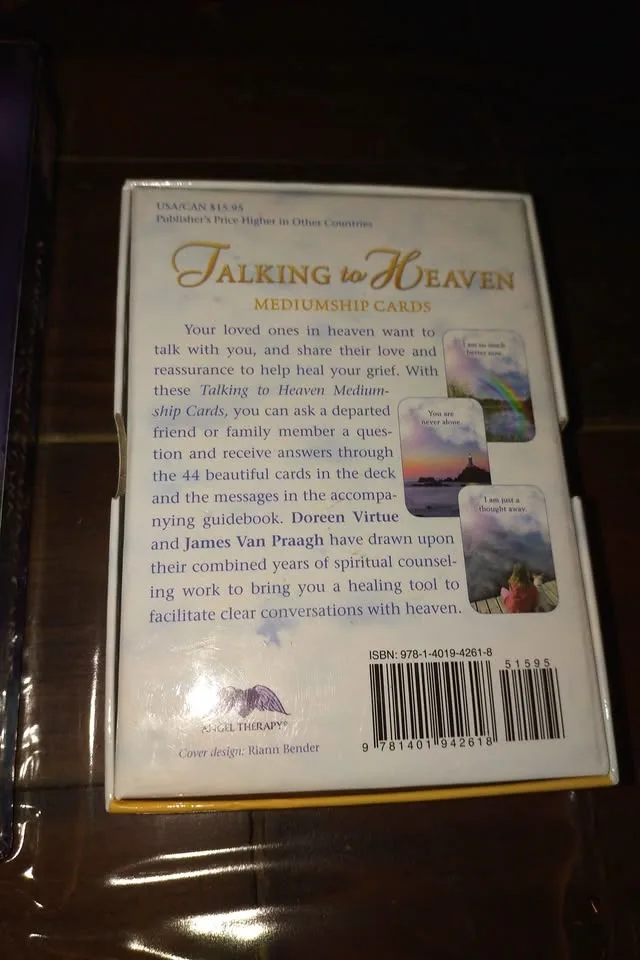 USA/CAN $15.95
Publisher's Price Higher in Other Countries
TALKING to HEAVEN
MEDIUMSHIP CARDS
Your loved ones in heaven want to
talk with you, and share their love and
reassurance to help heal your grief. With
these Talking to Heaven Medium-
ship Cards, you can ask a departed
friend or family member a ques-
tion and receive answers through
the 44 beautiful cards in the deck
and the messages in the accompa-
nying guidebook. Doreen Virtue
and James Van Praagh have drawn upon
their combined years of spiritual counsel-
ing work to bring you a healing tool to
facilitate clear conversations with heaven.
I am so much
better now.
You are
never alone.
I am just a
thought away.
ANGEL THERAPY®
Cover design: Riann Bender
ISBN: 978-1-4019-4261-8
51595
9 781401 942618